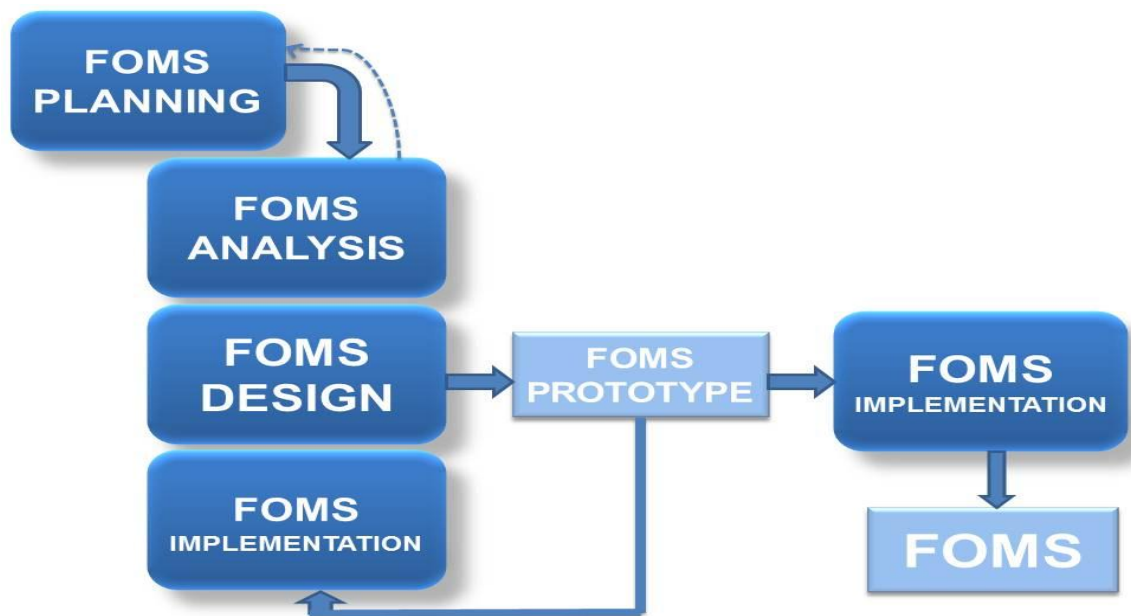 FOMS
PLANNING
FOMS
ANALYSIS
FOMS
DESIGN
FOMS
PROTOTYPE
FOMS
IMPLEMENTATION
FOMS
IMPLEMENTATION
FOMS